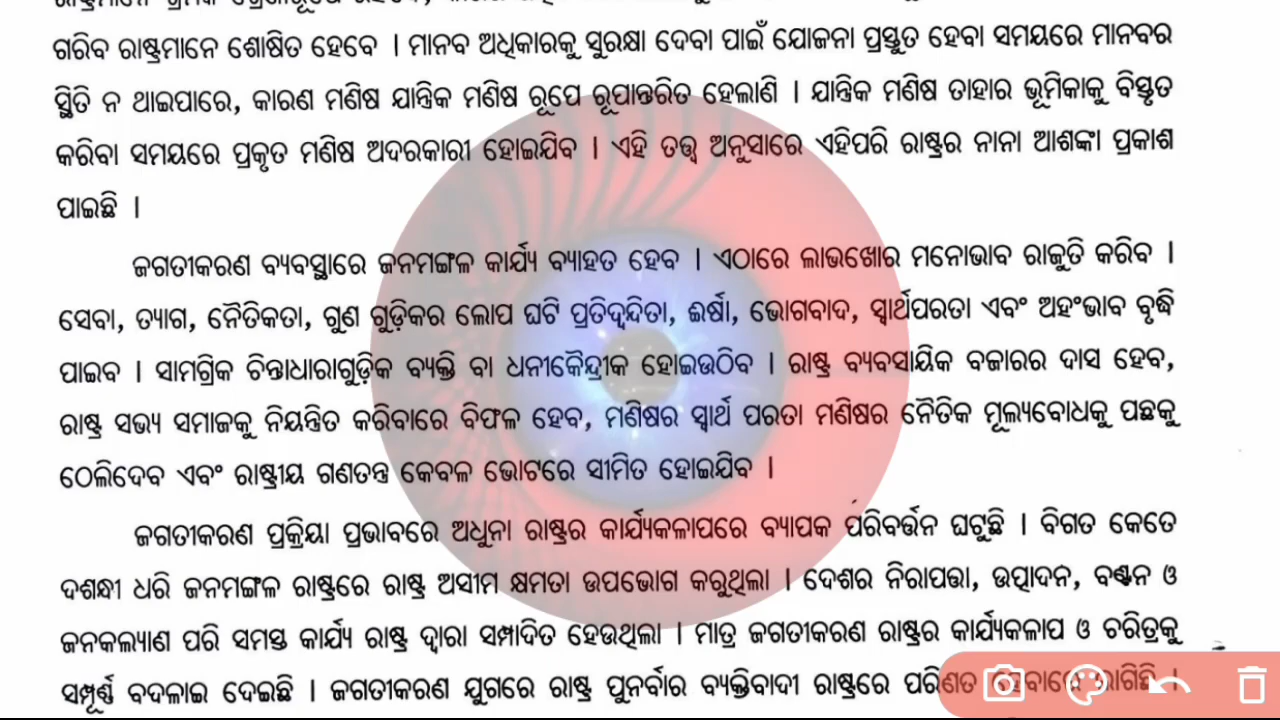 ଗରିବ ରାଷ୍ଟ୍ରମାନେ ଶୋଷିତ ହେବେ । ମାନବ ଅଧିକାରକୁ ସୁରକ୍ଷା ଦେବା ପାଇଁ ଯୋଜନା ପ୍ରସ୍ତୁତ ହେବା ସମୟରେ ମାନବର
ସ୍ଥିତି ନ ଥାଇପାରେ, କାରଣ ମଣିଷ ଯାନ୍ତ୍ରିକ ମଣିଷ ରୂପେ ରୂପାନ୍ତରିତ ହେଲାଣି । ଯାନ୍ତ୍ରିକ ମଣିଷ ତାହାର ଭୂମିକାକୁ ବିସ୍ତୃତ
କରିବା ସମୟରେ ପ୍ରକୃତ ମଣିଷ ଅଦରକାରୀ ହୋଇଯିବ । ଏହି ତତ୍ତ୍ୱ ଅନୁସାରେ ଏହିପରି ରାଷ୍ଟ୍ରର ନାନା ଆଶଙ୍କା ପ୍ରକାଶ
ପାଇଛି ।
ଜଗତୀକରଣ ବ୍ୟବସ୍ଥାରେ ଜନମଙ୍ଗଳ କାର୍ଯ୍ୟ ବ୍ୟାହତ ହେବ । ଏଠାରେ ଲାଭଖୋର ମନୋଭାବ ରାଜୁତି କରିବ ।
ସେବା, ତ୍ୟାଗ, ନୈତିକତା, ଗୁଣ ଗୁଡ଼ିକର ଲୋପ ଘଟି ପ୍ରତିଦ୍ୱନ୍ଦିତା, ଈର୍ଷା, ଭୋଗବାଦ, ସ୍ୱାର୍ଥପରତା ଏବଂ ଅହଂଭାବ ବୃଦ୍ଧି
ପାଇବ । ସାମଗ୍ରିକ ଚିନ୍ତାଧାରାଗୁଡ଼ିକ ବ୍ୟକ୍ତି ବା ଧନୀକୈନ୍ଦ୍ରୀକ ହୋଇଉଠିବ । ରାଷ୍ଟ୍ର ବ୍ୟବସାୟିକ ବଜାରର ଦାସ ହେବ,
ରାଷ୍ଟ୍ର ସଭ୍ୟ ସମାଜକୁ ନିୟନ୍ତ୍ରିତ କରିବାରେ ବିଫଳ ହେବ, ମଣିଷର ସ୍ୱାର୍ଥ ପରତା ମଣିଷର ନୈତିକ ମୂଲ୍ୟବୋଧକୁ ପଛକୁ
ଠେଲିଦେବ ଏବଂ ରାଷ୍ଟ୍ରୀୟ ଗଣତନ୍ତ୍ର କେବଳ ଭୋଟରେ ସୀମିତ ହୋଇଯିବ ।
ଜଗତୀକରଣ ପ୍ରକ୍ରିୟା ପ୍ରଭାବରେ ଅଧୁନା ରାଷ୍ଟ୍ରର କାର୍ଯ୍ୟକଳାପରେ ବ୍ୟାପକ ପରିବର୍ତ୍ତନ ଘଟୁଛି । ବିଗତ କେତେ
ଦଶନ୍ଧୀ ଧରି ଜନମଙ୍ଗଳ ରାଷ୍ଟ୍ରରେ ରାଷ୍ଟ୍ର ଅସୀମ କ୍ଷମତା ଉପଭୋଗ କରୁଥିଲା । ଦେଶର ନିରାପତ୍ତା, ଉତ୍ପାଦନ, ବଣ୍ଟନ ଓ
ଜନକଲ୍ୟାଣ ପରି ସମସ୍ତ କାର୍ଯ୍ୟ ରାଷ୍ଟ୍ର ଦ୍ୱାରା ସମ୍ପାଦିତ ହେଉଥିଲା । ମାତ୍ର ଜଗତୀକରଣ ରାଷ୍ଟ୍ରର କାର୍ଯ୍ୟକଳାପ ଓ ଚରିତ୍ରକୁ
ସମ୍ପୂର୍ଣ୍ଣ ବଦଳାଇ ଦେଇଛି । ଜଗତୀକରଣ ଯୁଗରେ ରାଷ୍ଟ୍ର ପୁନର୍ବାର ବ୍ୟକ୍ତିବାଦୀ ରାଷ୍ଟ୍ରରେ ପରିଣତ ହେବାରେ ଲାଗିଛି ।